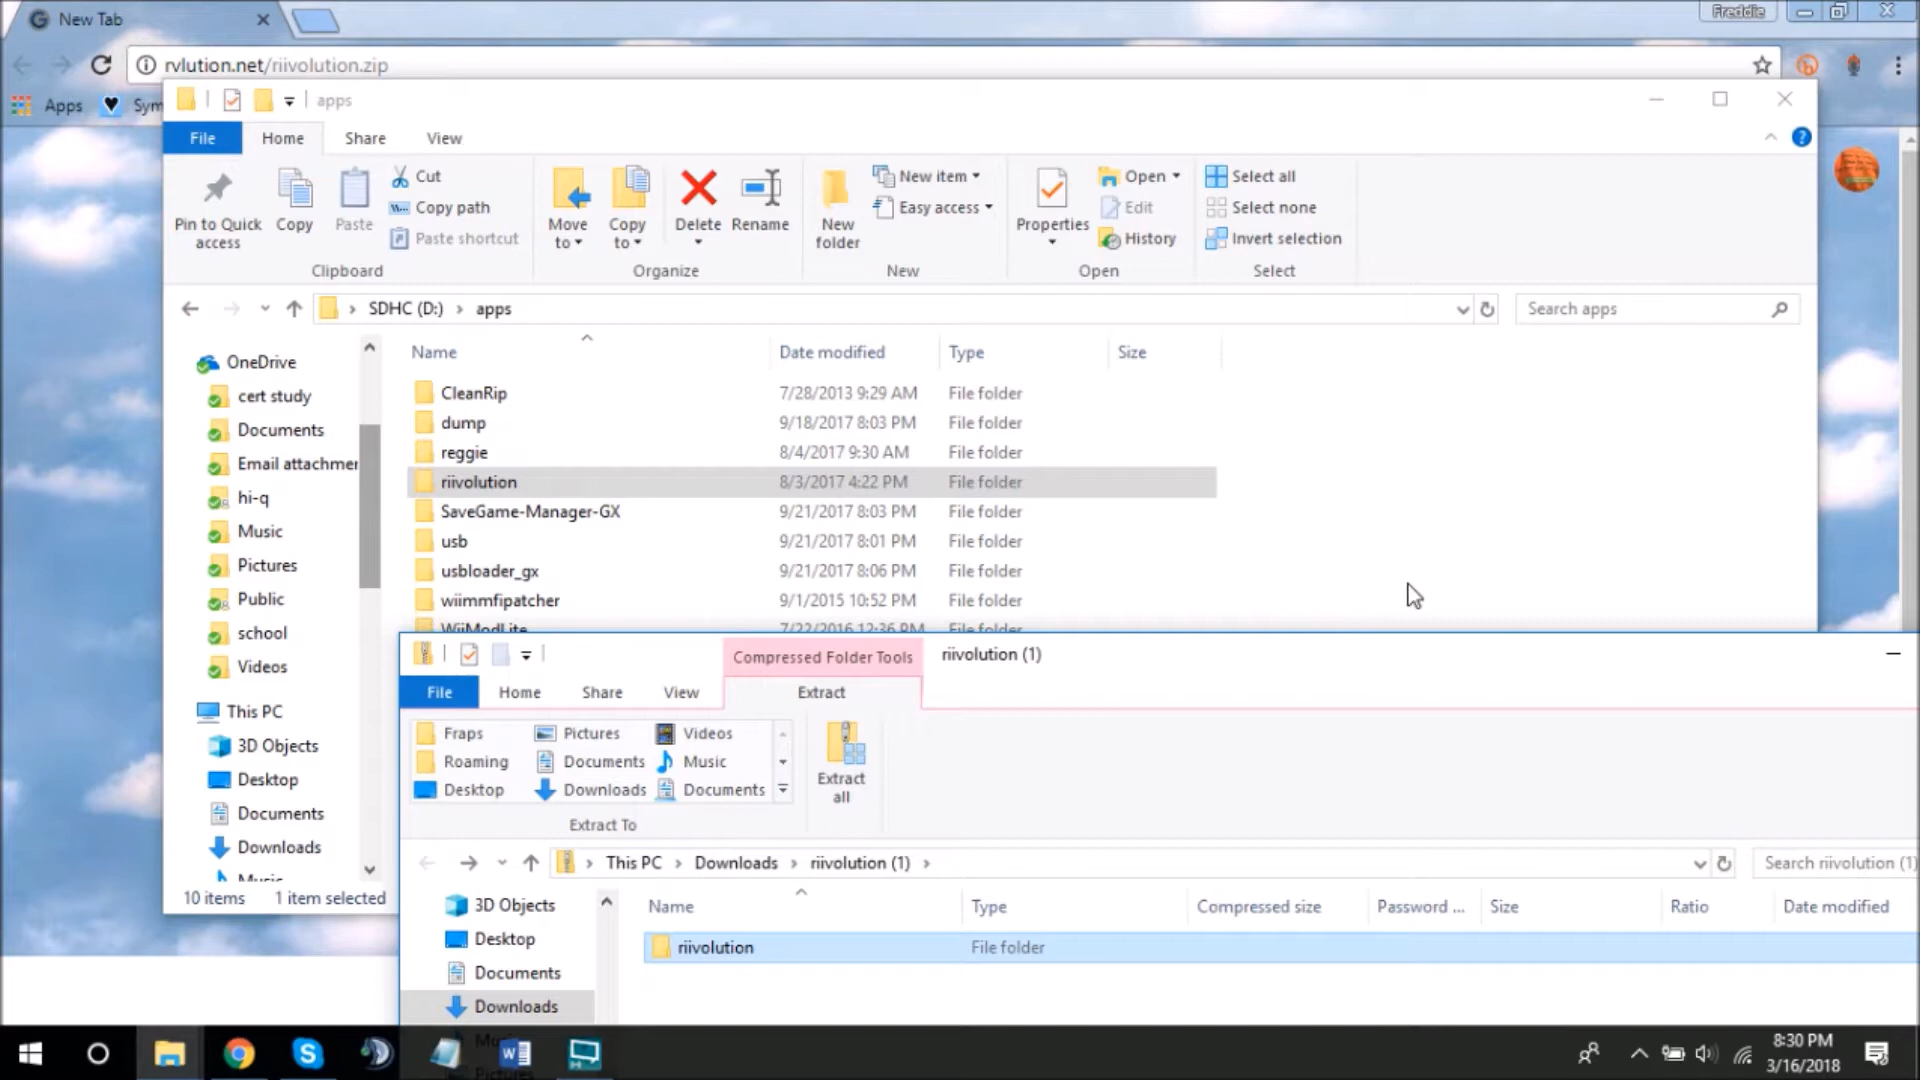 New Tab
Freddie
rvlution.net/riivolution.zip
Apps
Sym
apps
File
Home
Share
View
Pin to Quick access
Copy
Paste
Cut
Copy path
Paste shortcut
Clipboard
Move to
Copy to
Delete
Rename
Organize
New folder
New item
Easy access
New
Properties
Open
Edit
History
Open
Select all
Select none
Invert selection
Select
SDHC (D:) › apps
Search apps
OneDrive
cert study
Documents
Email attachmer
hi-q
Music
Pictures
Public
school
Videos
This PC
3D Objects
Desktop
Documents
Downloads
Music
Name Date modified Type Size
CleanRip 7/28/2013 9:29 AM File folder
dump 9/18/2017 8:03 PM File folder
reggie 8/4/2017 9:30 AM File folder
riivolution 8/3/2017 4:22 PM File folder
SaveGame-Manager-GX 9/21/2017 8:03 PM File folder
usb 9/21/2017 8:01 PM File folder
usbloader_gx 9/21/2017 8:06 PM File folder
wiimmfipatcher 9/1/2015 10:52 PM File folder
WiiModLite 7/22/2016 12:36 PM File folder
10 items 1 item selected
Compressed Folder Tools
riivolution (1)
File
Home
Share
View
Extract
Fraps
Pictures
Videos
Roaming
Documents
Music
Desktop
Downloads
Documents
Extract To
Extract all
This PC › Downloads › riivolution (1) ›
Search riivolution (1)
3D Objects
Desktop
Documents
Downloads
Name Type Compressed size Password ... Size Ratio Date modified
riivolution File folder
8:30 PM
3/16/2018